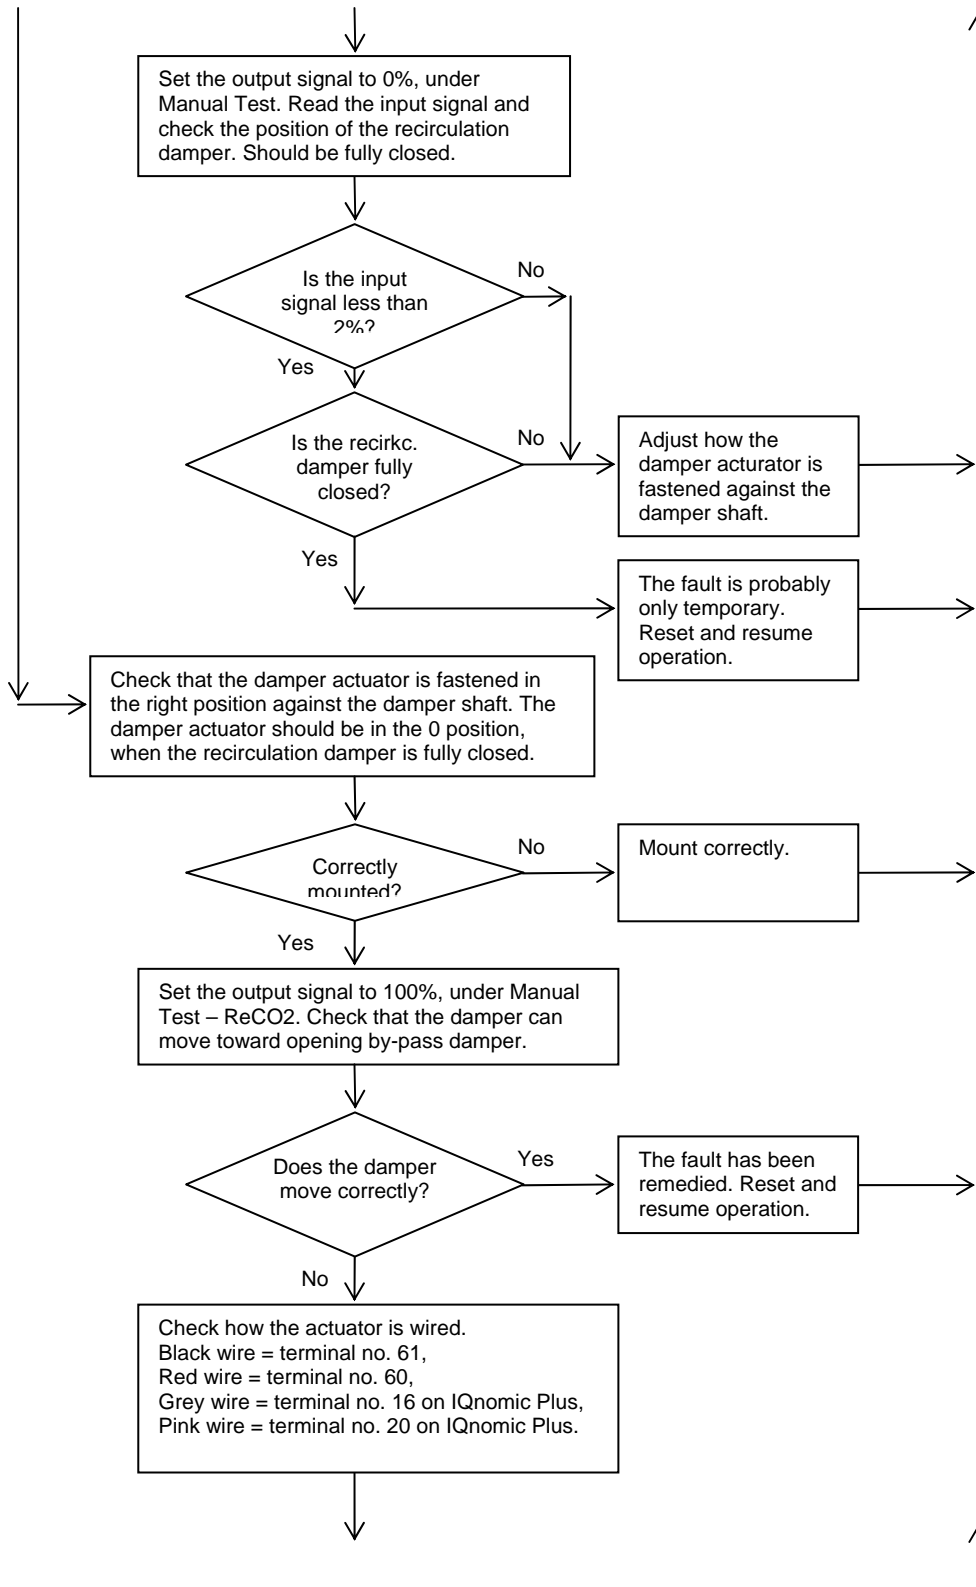 Set the output signal to 0%, under
Manual Test. Read the input signal and
check the position of the recirculation
damper. Should be fully closed.
Is the input
signal less than
2%?
No
Yes
Is the recirkc.
damper fully
closed?
No
Adjust how the
damper acturator is
fastened against the
damper shaft.
Yes
The fault is probably
only temporary.
Reset and resume
operation.
Check that the damper actuator is fastened in
the right position against the damper shaft. The
damper actuator should be in the 0 position,
when the recirculation damper is fully closed.
Correctly
mounted?
No
Mount correctly.
Yes
Set the output signal to 100%, under Manual
Test – ReCO2. Check that the damper can
move toward opening by-pass damper.
Does the damper
move correctly?
Yes
The fault has been
remedied. Reset and
resume operation.
No
Check how the actuator is wired.
Black wire = terminal no. 61,
Red wire = terminal no. 60,
Grey wire = terminal no. 16 on IQnomic Plus,
Pink wire = terminal no. 20 on IQnomic Plus.